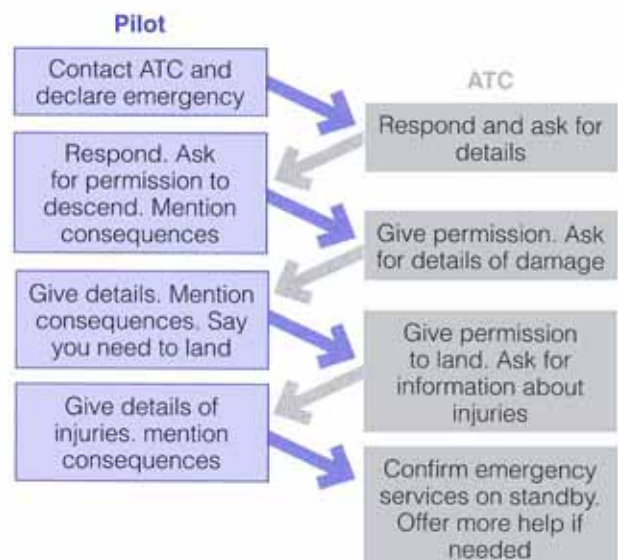 Pilot
Contact ATC and
declare emergency
ATC
Respond and ask for
details
Respond. Ask
for permission to
descend. Mention
consequences
Give permission. Ask
for details of damage
Give details. Mention
consequences. Say
you need to land
Give permission
to land. Ask for
information about
injuries
Give details of
injuries. mention
consequences
Confirm emergency
services on standby.
Offer more help if
needed